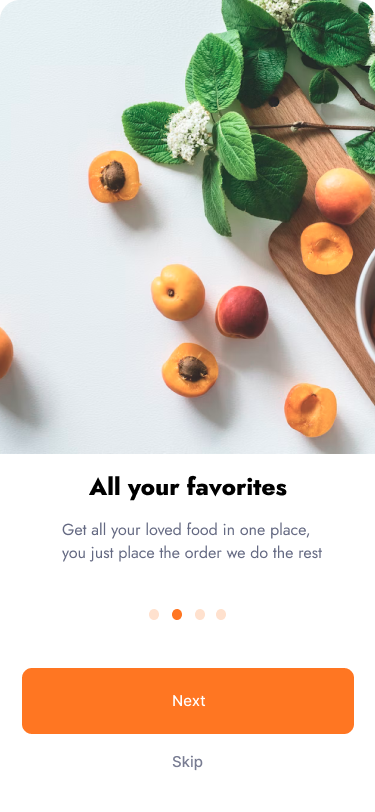 All your favorites
Get all your loved food in one place,
you just place the order we do the rest
Next
Skip